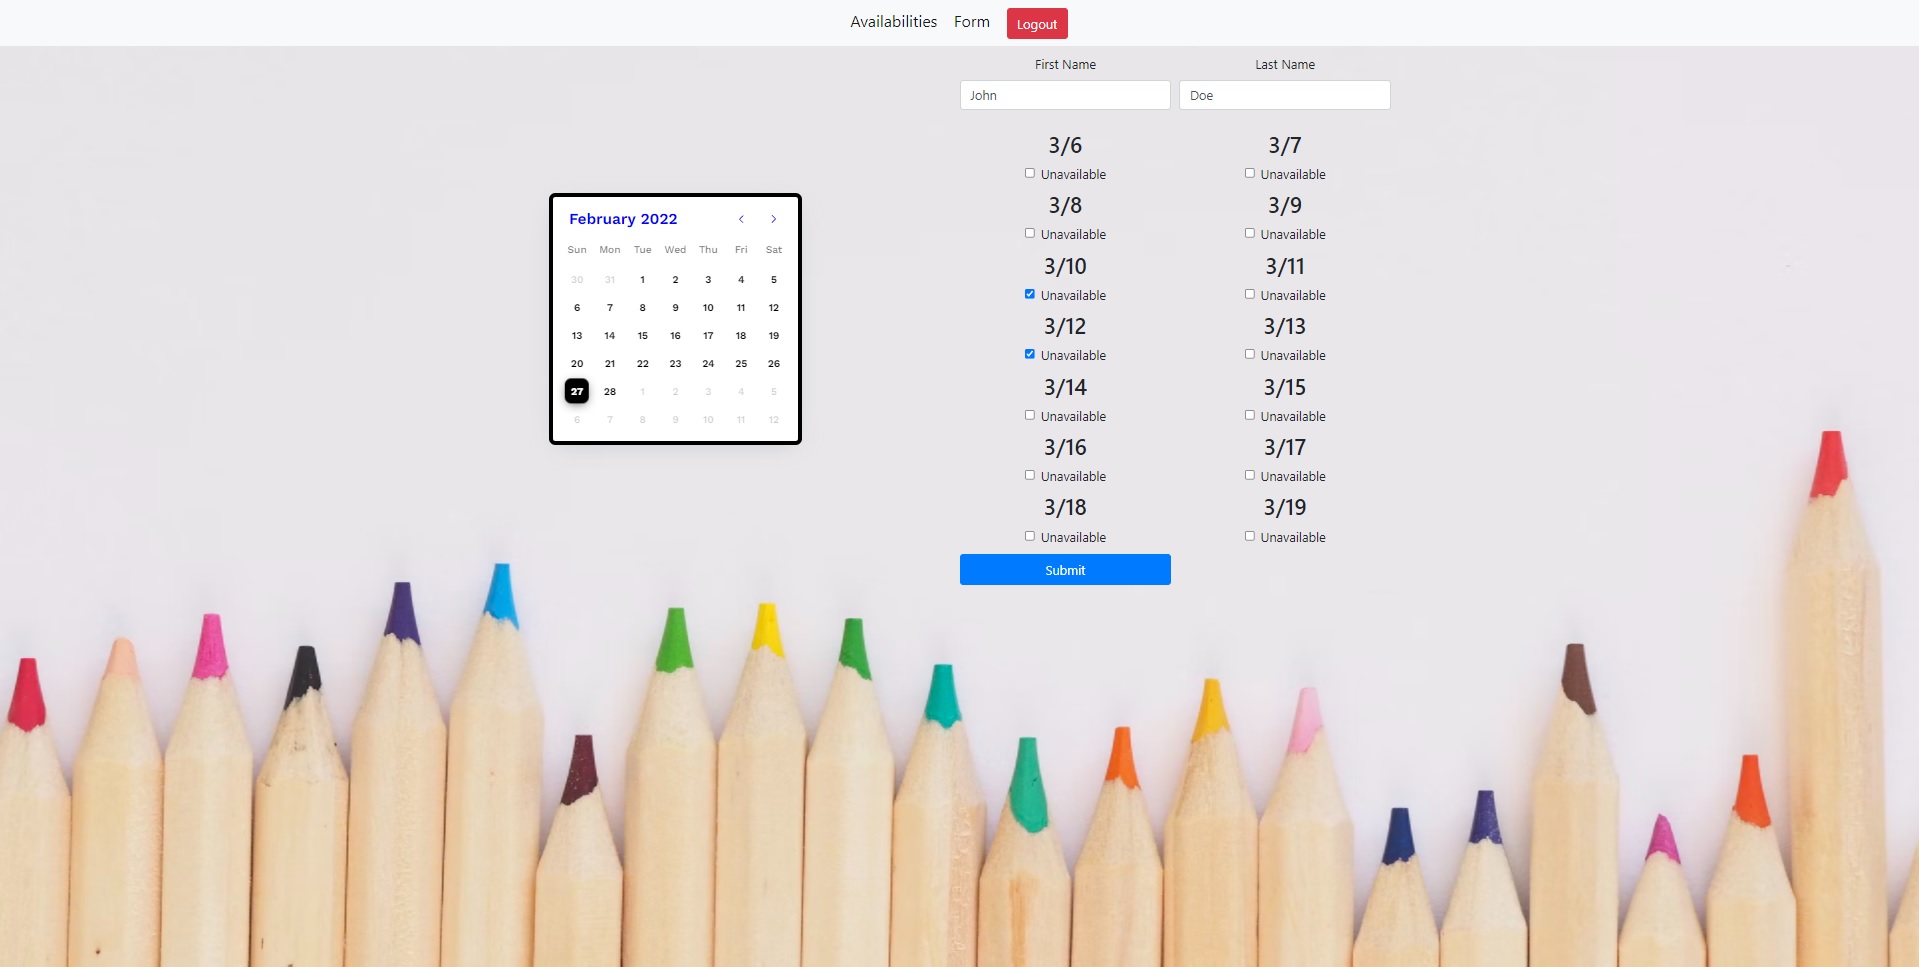 Availabilities Form Logout
First Name Last Name
John Doe
February 2022
Sun Mon Tue Wed Thu Fri Sat
30 31 1 2 3 4 5
6 7 8 9 10 11 12
13 14 15 16 17 18 19
20 21 22 23 24 25 26
27 28 1 2 3 4 5
6 7 8 9 10 11 12
3/6 3/7
Unavailable Unavailable
3/8 3/9
Unavailable Unavailable
3/10 3/11
Unavailable Unavailable
3/12 3/13
Unavailable Unavailable
3/14 3/15
Unavailable Unavailable
3/16 3/17
Unavailable Unavailable
3/18 3/19
Unavailable Unavailable
Submit